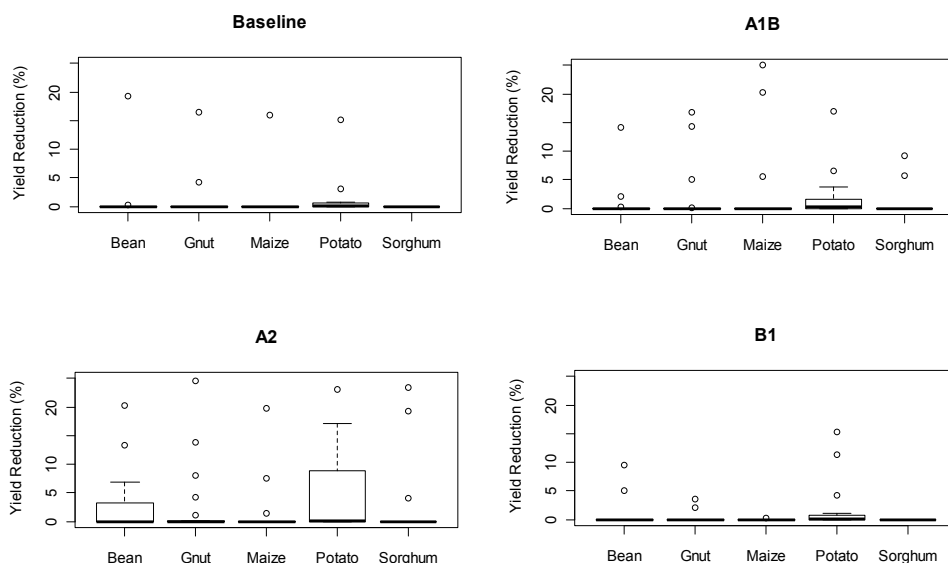 Baseline
Yield Reduction (%)
0
5
10
20
Bean
Gnut
Maize
Potato
Sorghum
A1B
Yield Reduction (%)
0
5
10
20
Bean
Gnut
Maize
Potato
Sorghum
A2
Yield Reduction (%)
0
5
10
20
Bean
Gnut
Maize
Potato
Sorghum
B1
Yield Reduction (%)
0
5
10
20
Bean
Gnut
Maize
Potato
Sorghum